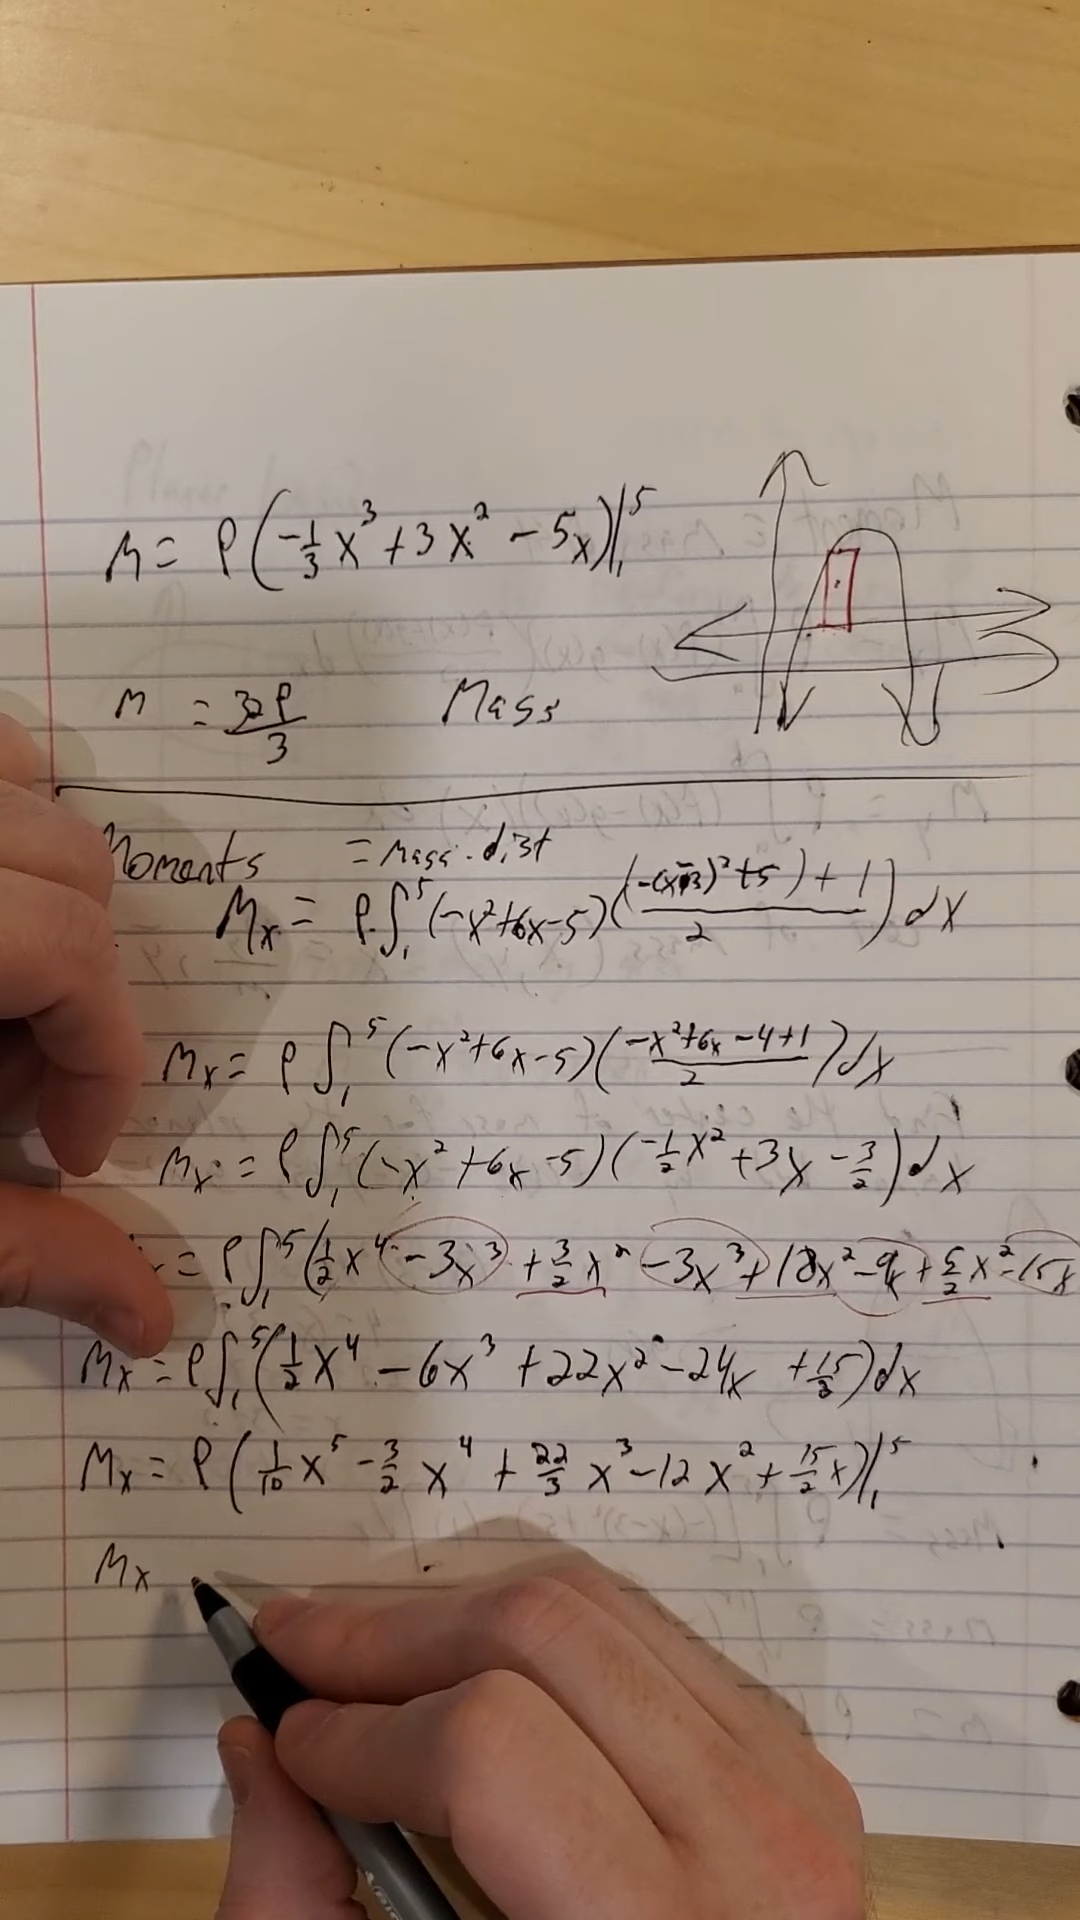 M = ρ(-1/3 x³ + 3x² - 5x)|₁⁵
m = 32ρ/3 Mass
Moments = mass·dist
Mₓ = ρ∫₁⁵(-x²+6x-5)((-(x-3)²+5)+1/2)dx
Mₓ = ρ∫₁⁵(-x²+6x-5)(-x²+6x-4+1/2)dx
Mₓ = ρ∫₁⁵(-x²+6x-5)(-1/2 x²+3x-3/2)dx
= ρ∫₁⁵(1/2 x⁴ -3x³ +3/2 x² -3x³ +18x² -9x +5/2 x² -15x
Mₓ = ρ∫₁⁵(1/2 x⁴ - 6x³ + 22x² - 24x + 15/2)dx
Mₓ = ρ(1/10 x⁵ - 3/2 x⁴ + 22/3 x³ - 12x² + 15/2 x)|₁⁵
Mₓ